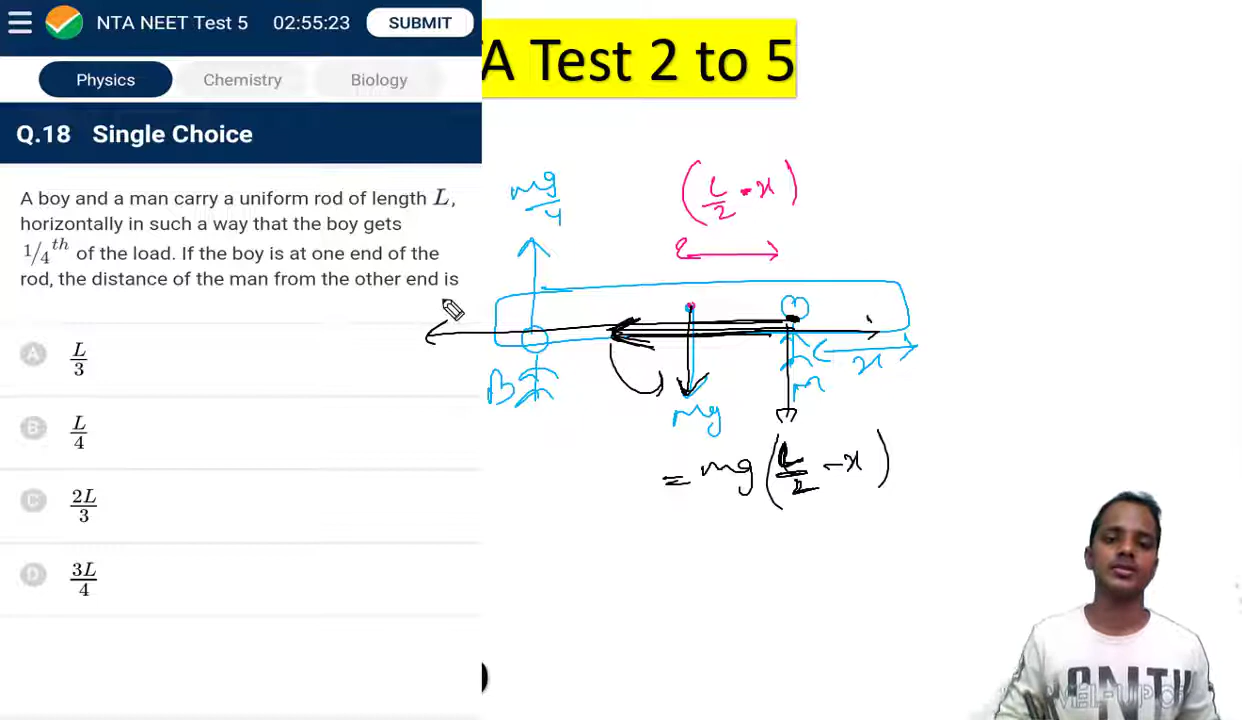 NTA NEET Test 5 02:55:23 SUBMIT
A Test 2 to 5
Physics Chemistry Biology
Q.18 Single Choice
A boy and a man carry a uniform rod of length L,
horizontally in such a way that the boy gets
1/4^th of the load. If the boy is at one end of the
rod, the distance of the man from the other end is
A L/3
B L/4
C 2L/3
D 3L/4
mg/4
(L/2 - x)
B
mg
m
x
= mg (L/2 - x)